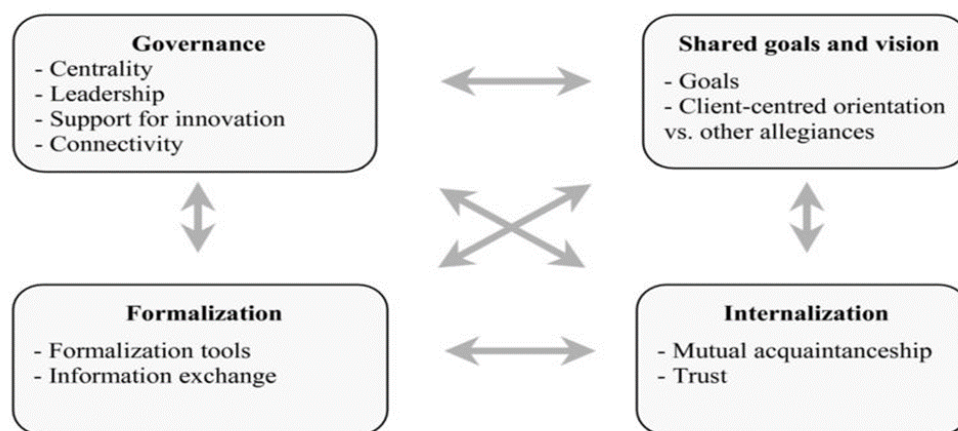 Governance
- Centrality
- Leadership
- Support for innovation
- Connectivity
Shared goals and vision
- Goals
- Client-centred orientation
vs. other allegiances
Formalization
- Formalization tools
- Information exchange
Internalization
- Mutual acquaintanceship
- Trust